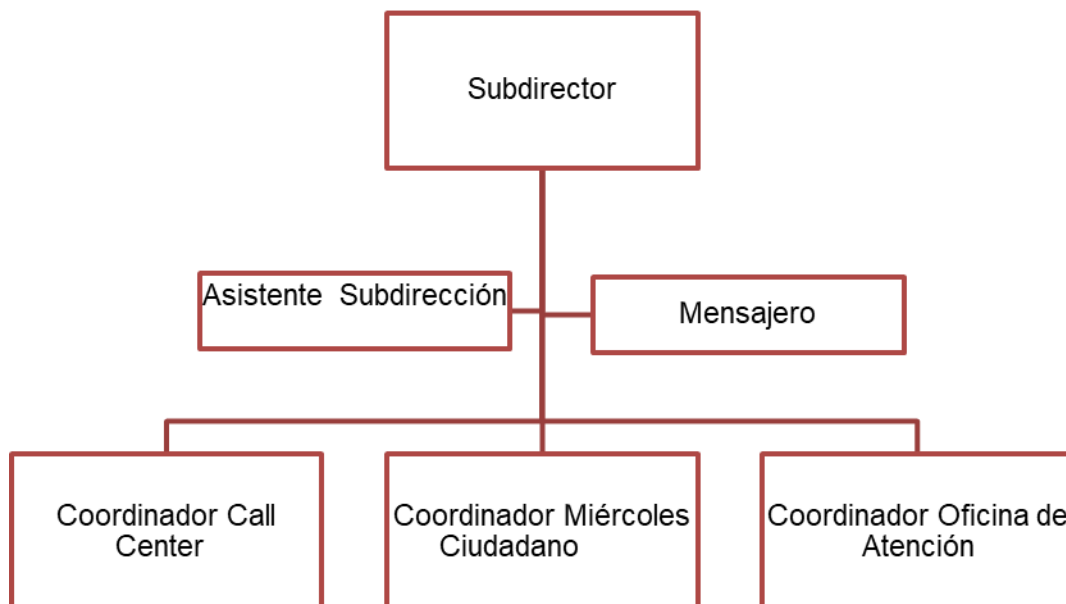 Subdirector
Asistente Subdirección
Mensajero
Coordinador Call
Center
Coordinador Miércoles
Ciudadano
Coordinador Oficina de
Atención